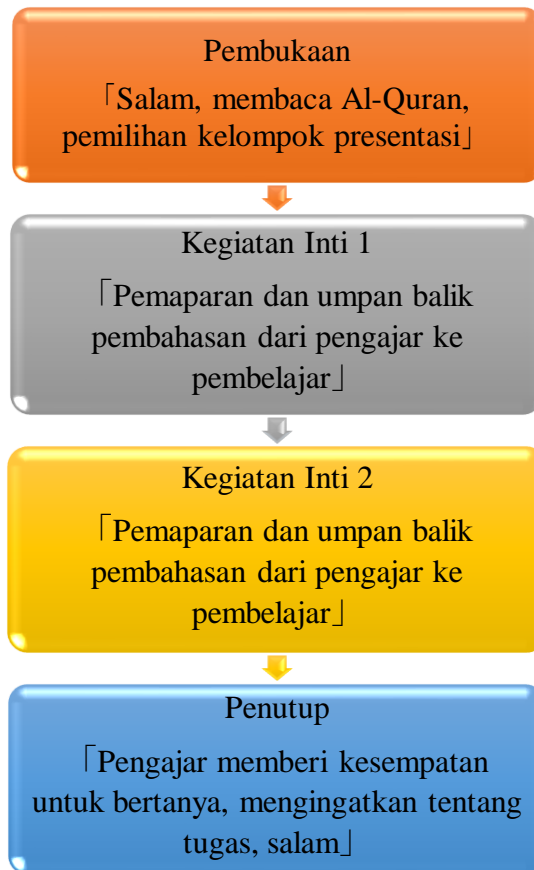 Pembukaan
「Salam, membaca Al-Quran,
pemilihan kelompok presentasi」
Kegiatan Inti 1
「Pemaparan dan umpan balik
pembahasan dari pengajar ke
pembelajar」
Kegiatan Inti 2
「Pemaparan dan umpan balik
pembahasan dari pengajar ke
pembelajar」
Penutup
「Pengajar memberi kesempatan
untuk bertanya, mengingatkan tentang
tugas, salam」